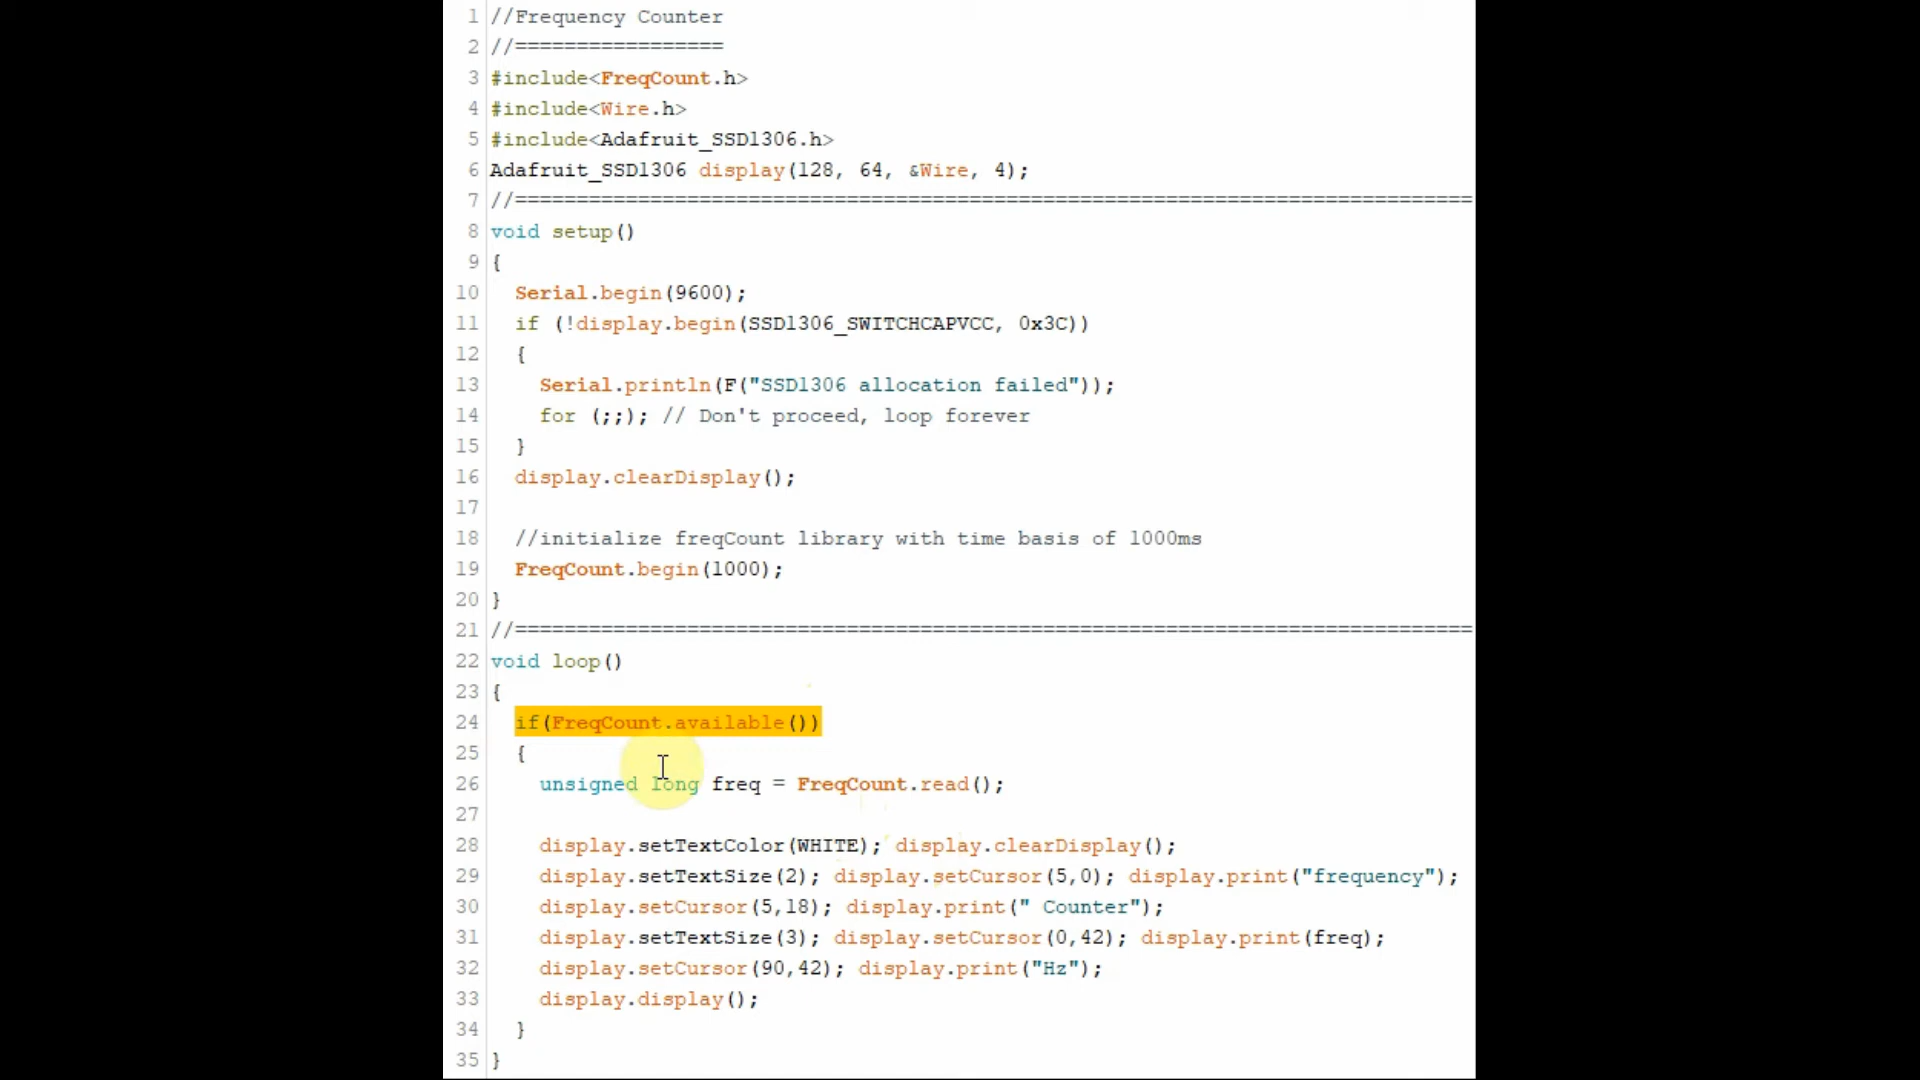 1 //Frequency Counter
2 //=================
3 #include<FreqCount.h>
4 #include<Wire.h>
5 #include<Adafruit_SSD1306.h>
6 Adafruit_SSD1306 display(128, 64, &Wire, 4);
7 //==============================================================================
8 void setup()
9 {
10   Serial.begin(9600);
11   if (!display.begin(SSD1306_SWITCHCAPVCC, 0x3C))
12   {
13     Serial.println(F("SSD1306 allocation failed"));
14     for (;;); // Don't proceed, loop forever
15   }
16   display.clearDisplay();
17
18   //initialize freqCount library with time basis of 1000ms
19   FreqCount.begin(1000);
20 }
21 //==============================================================================
22 void loop()
23 {
24   if(FreqCount.available())
25   {
26     unsigned long freq = FreqCount.read();
27
28     display.setTextColor(WHITE); display.clearDisplay();
29     display.setTextSize(2); display.setCursor(5,0); display.print("frequency");
30     display.setCursor(5,18); display.print(" Counter");
31     display.setTextSize(3); display.setCursor(0,42); display.print(freq);
32     display.setCursor(90,42); display.print("Hz");
33     display.display();
34   }
35 }